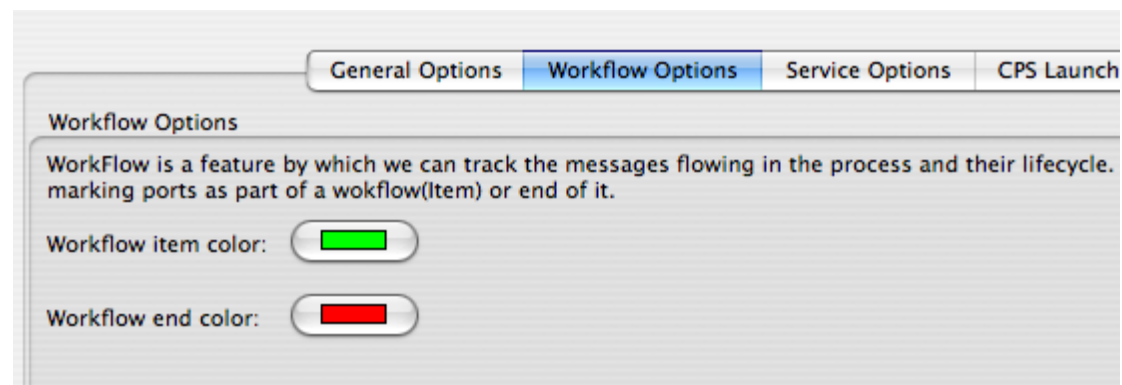 General Options Workflow Options Service Options CPS Launch
Workflow Options
WorkFlow is a feature by which we can track the messages flowing in the process and their lifecycle.
marking ports as part of a wokflow(Item) or end of it.
Workflow item color:
Workflow end color: